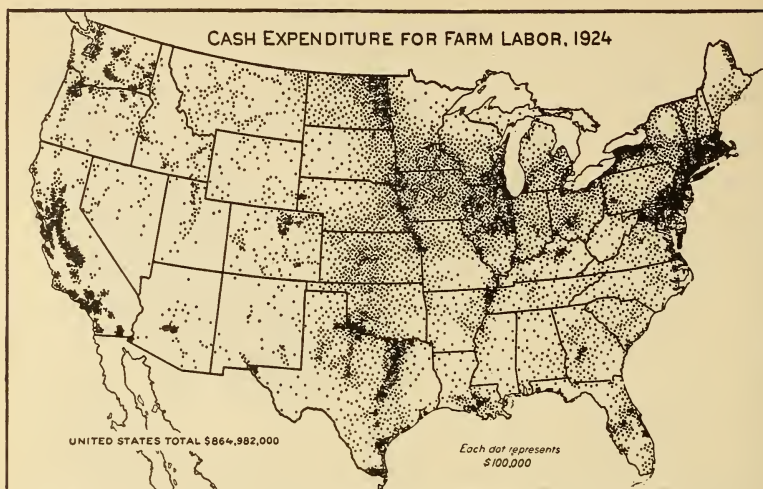 CASH EXPENDITURE FOR FARM LABOR, 1924
UNITED STATES TOTAL $864,982,000
Each dot represents
$100,000